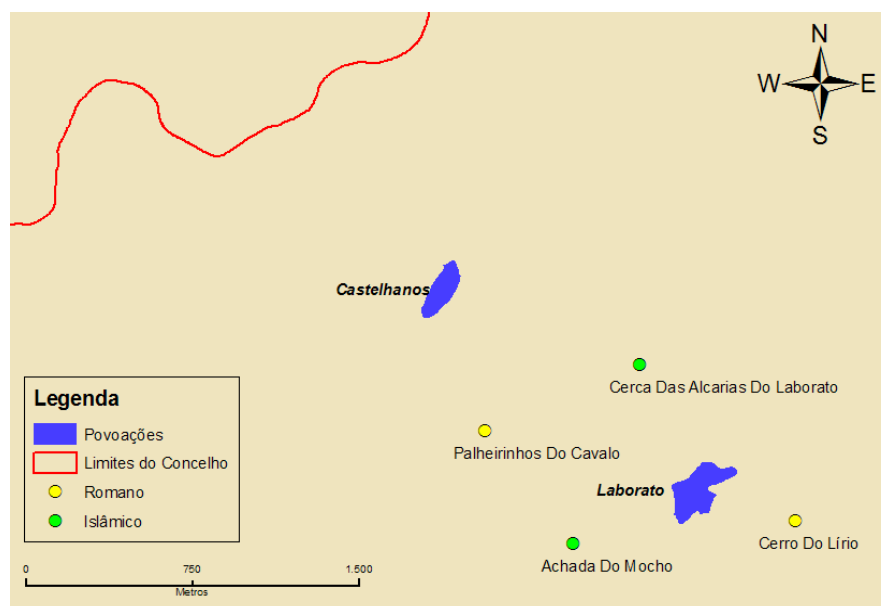 N
W E
S
Castelhanos
Cerca Das Alcarias Do Laborato
Palheirinhos Do Cavalo
Laborato
Cerro Do Lírio
Achada Do Mocho
Legenda
Povoações
Limites do Concelho
Romano
Islâmico
0 750 1.500
Metros